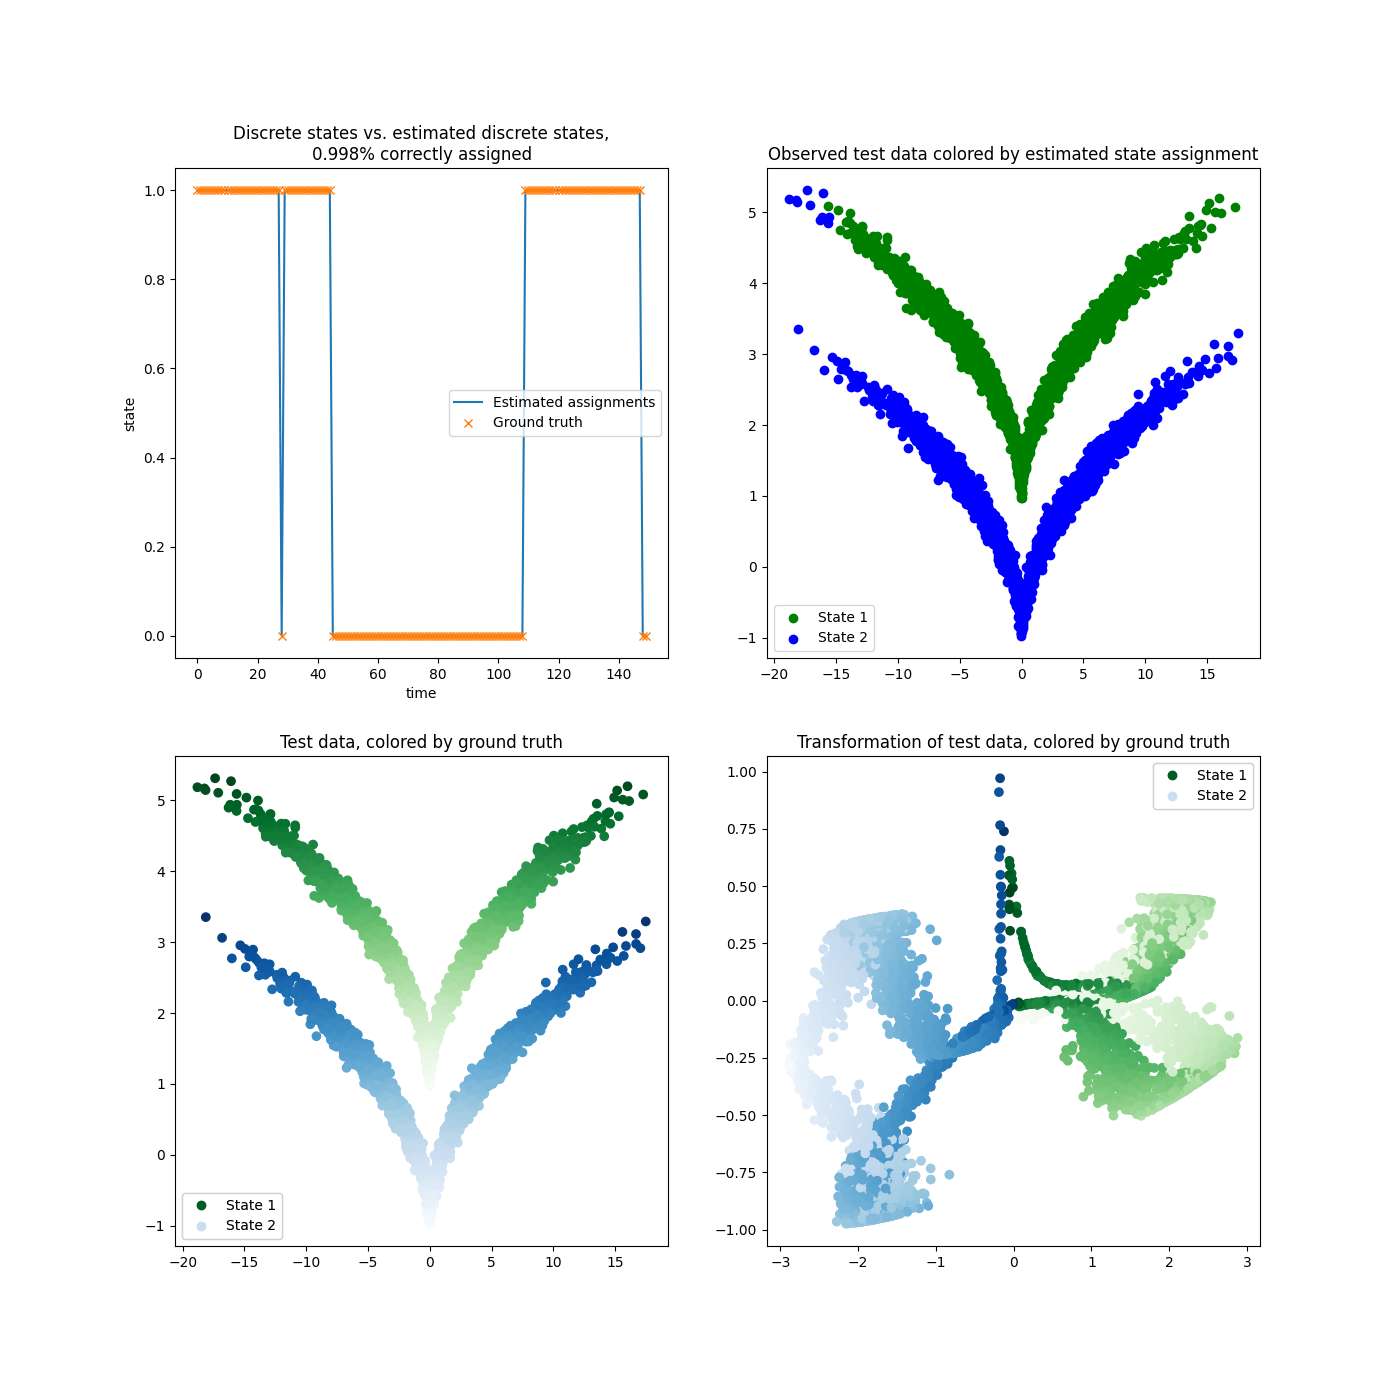 Discrete states vs. estimated discrete states,
0.998% correctly assigned
1.0
0.8
0.6
0.4
0.2
0.0
state
Estimated assignments
Ground truth
0 20 40 60 80 100 120 140
time
Observed test data colored by estimated state assignment
5
4
3
2
1
0
−1
State 1
State 2
−20 −15 −10 −5 0 5 10 15
Test data, colored by ground truth
5
4
3
2
1
0
−1
State 1
State 2
−20 −15 −10 −5 0 5 10 15
Transformation of test data, colored by ground truth
1.00
0.75
0.50
0.25
0.00
−0.25
−0.50
−0.75
−1.00
State 1
State 2
−3 −2 −1 0 1 2 3